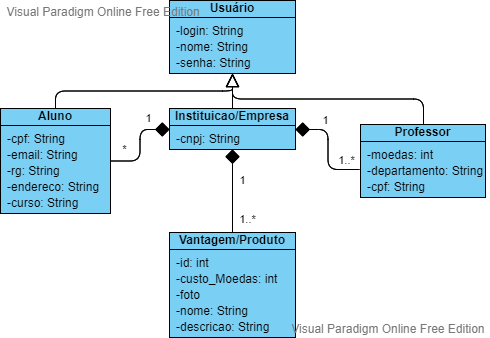 Usuário
Visual Paradigm Online Free Edition
-login: String
-nome: String
-senha: String
Aluno
-cpf: String
-email: String
-rg: String
-endereco: String
-curso: String
1
*
Instituicao/Empresa
-cnpj: String
1
1..*
Professor
-moedas: int
-departamento: String
-cpf: String
1
1..*
Vantagem/Produto
-id: int
-custo_Moedas: int
-foto
-nome: String
-descricao: String
Visual Paradigm Online Free Edition